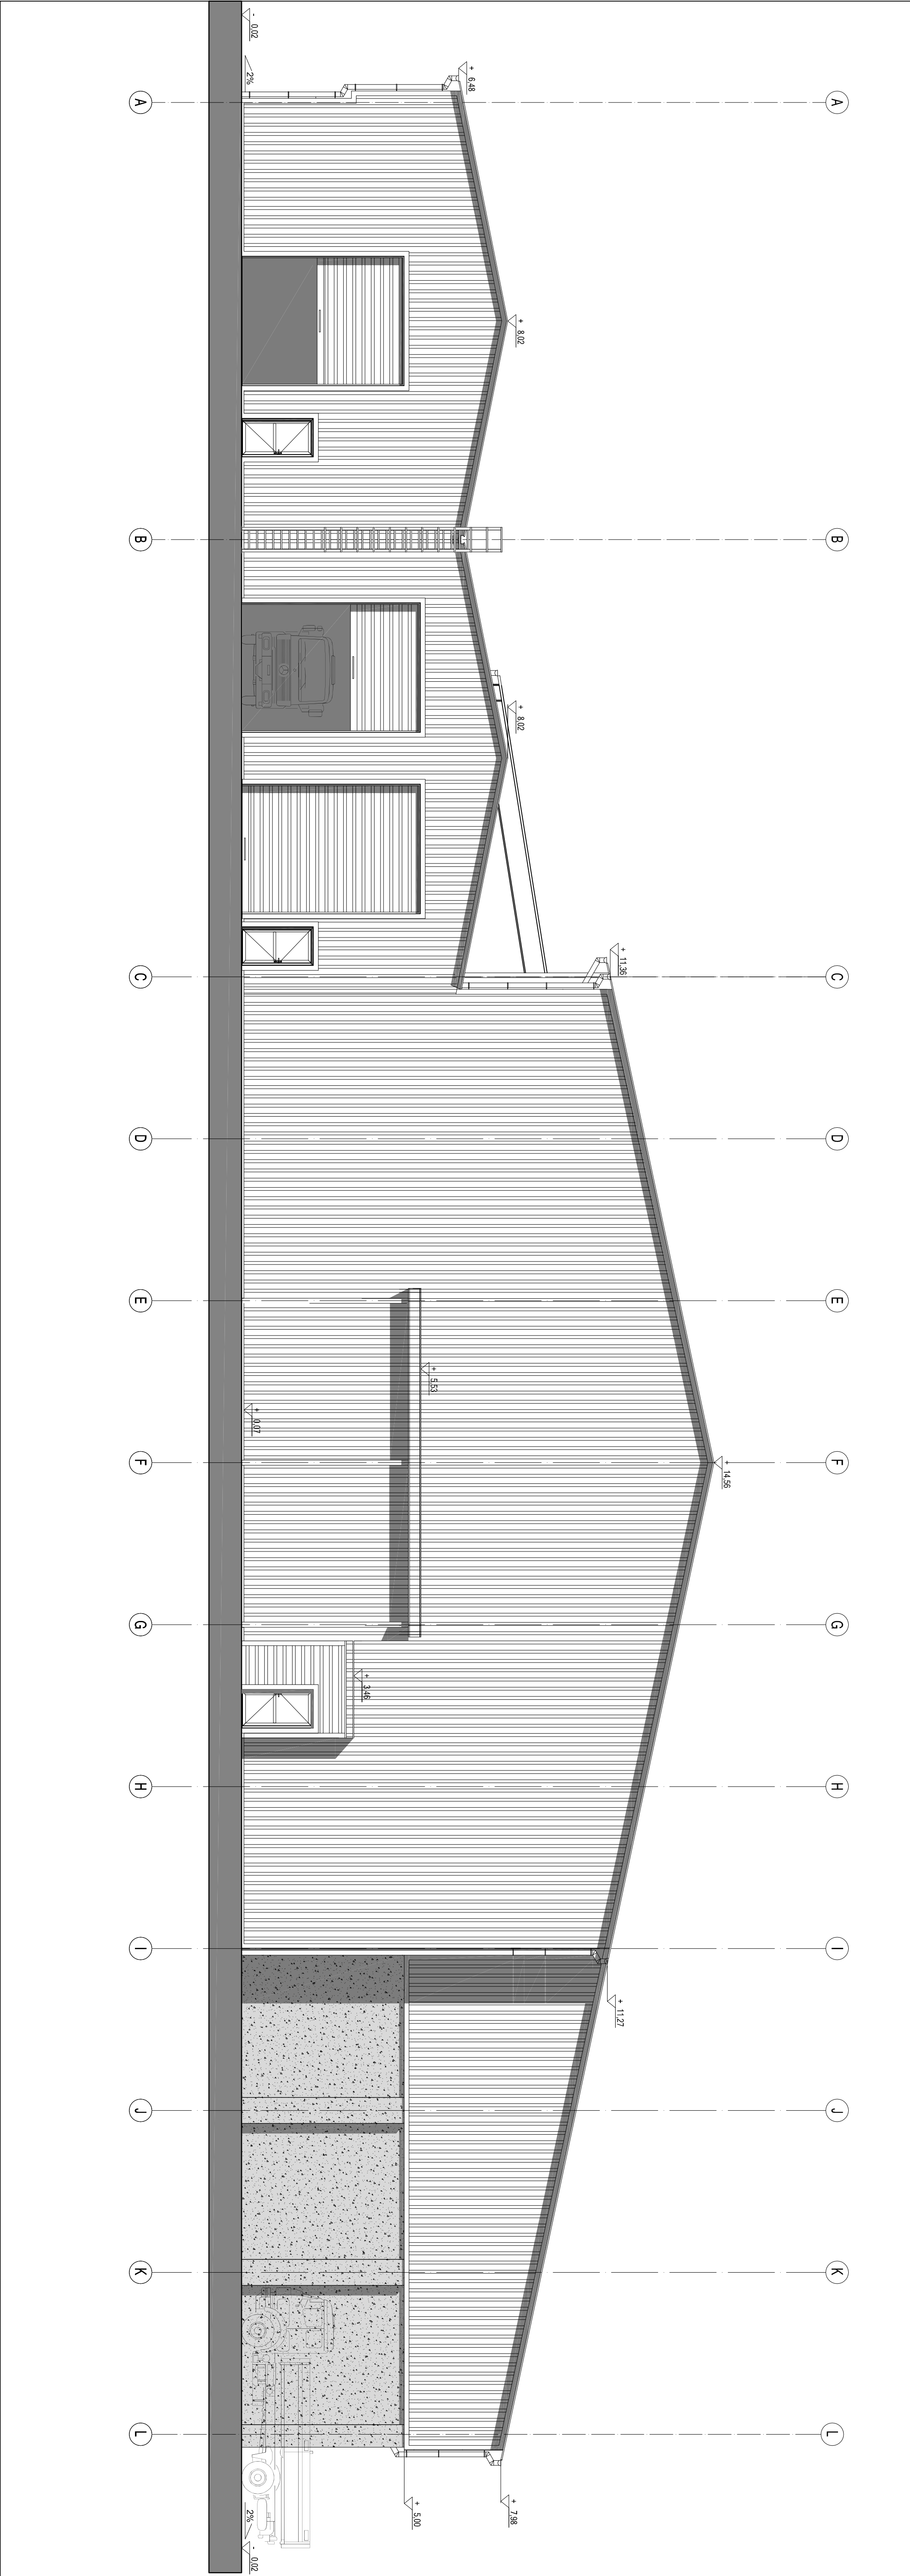 - 0.02
2%
+ 6,48
A
A
+ 8,02
B
B
+ 8,02
+ 11,36
C
C
D
D
E
E
+ 5,53
+ 0,07
F
F
+ 14,56
G
G
+ 3,46
H
H
I
I
+ 11,27
J
J
K
K
L
L
+ 7,98
+ 5,00
2%
- 0.02